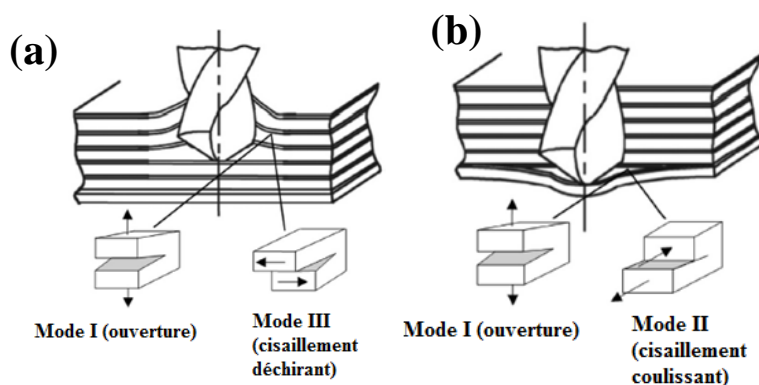 (a)
(b)
Mode I (ouverture)
Mode III
(cisaillement
déchirant)
Mode I (ouverture)
Mode II
(cisaillement
coulissant)